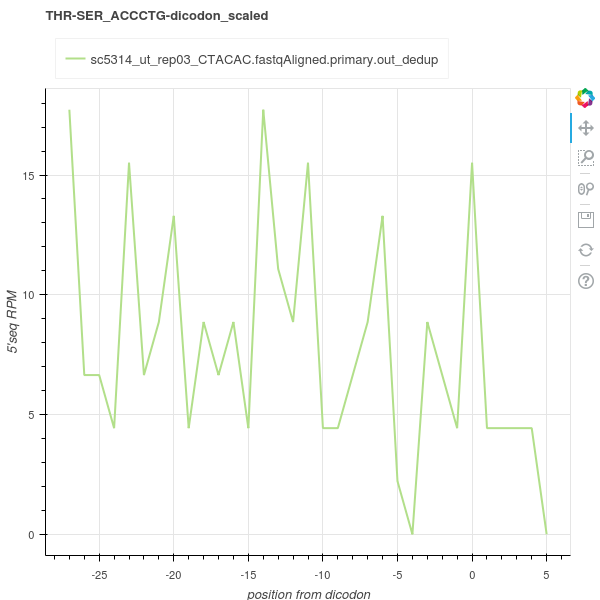 THR-SER_ACCCTG-dicodon_scaled
sc5314_ut_rep03_CTACAC.fastqAligned.primary.out_dedup
15
10
5
0
5'seq RPM
-25
-20
-15
-10
-5
0
5
position from dicodon